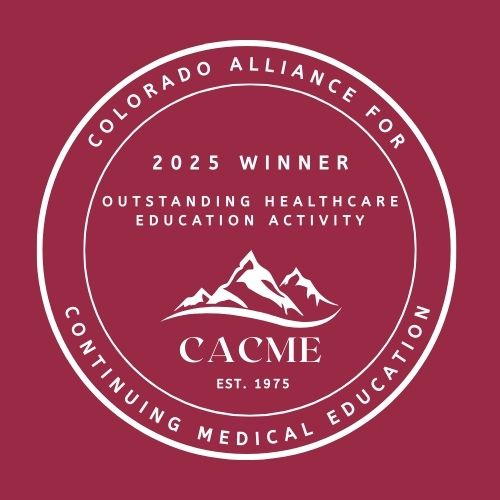 COLORADO ALLIANCE FOR
2025 WINNER
OUTSTANDING HEALTHCARE
EDUCATION ACTIVITY
CACME
EST. 1975
CONTINUING MEDICAL EDUCATION